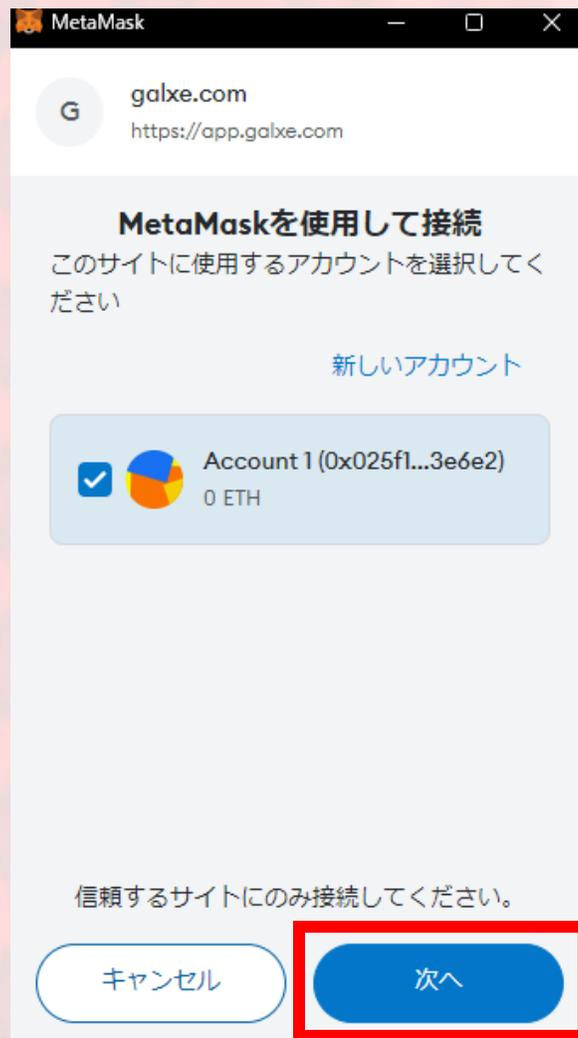 MetaMask
G
galxe.com
https://app.galxe.com
MetaMaskを使用して接続
このサイトに使用するアカウントを選択してく
ださい
新しいアカウント
Account 1 (0x025f1...3e6e2)
0 ETH
信頼するサイトにのみ接続してください。
キャンセル
次へ